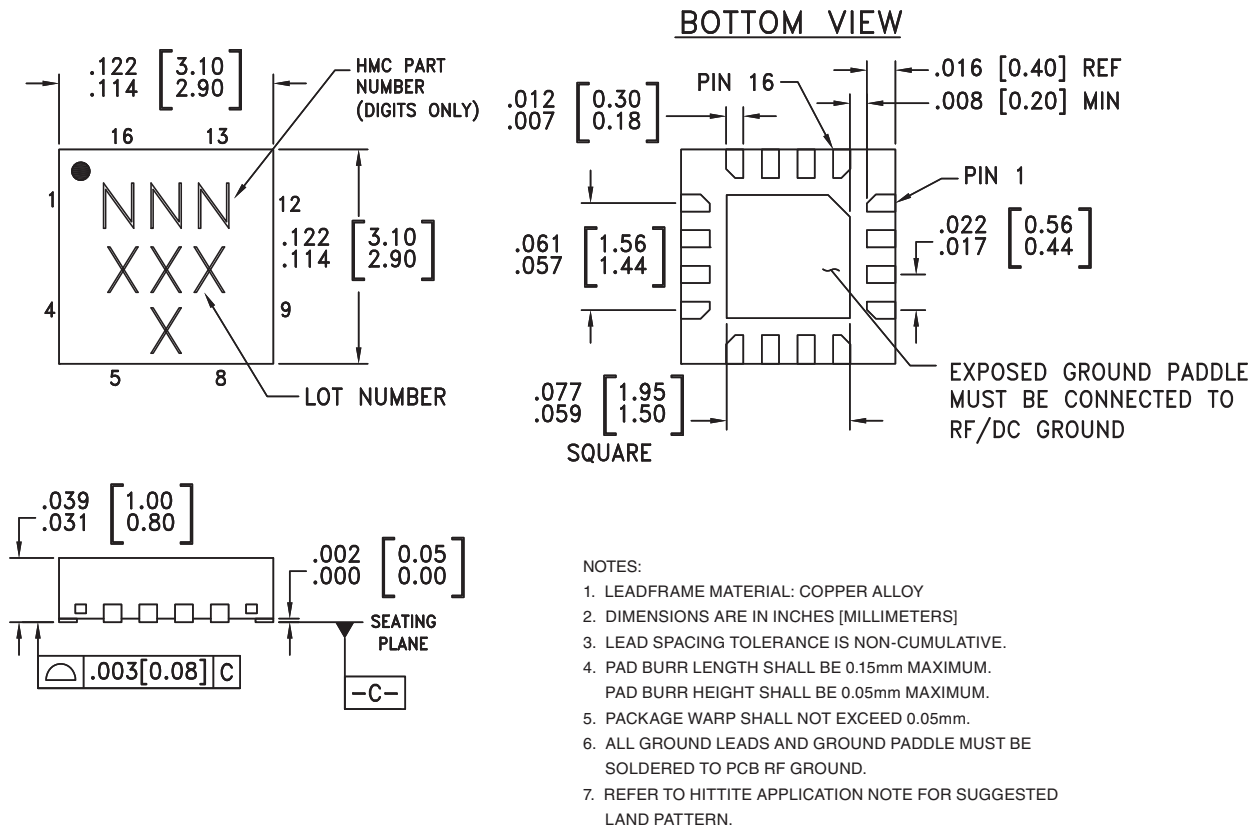 BOTTOM VIEW
.122 [3.10]
.114 [2.90]
HMC PART
NUMBER
(DIGITS ONLY)
16 13
1
12
4
9
5 8
N N N
X X X
X
.122 [3.10]
.114 [2.90]
LOT NUMBER
.012 [0.30]
.007 [0.18]
PIN 16
.016 [0.40] REF
.008 [0.20] MIN
PIN 1
.061 [1.56]
.057 [1.44]
.022 [0.56]
.017 [0.44]
.077 [1.95]
.059 [1.50]
SQUARE
EXPOSED GROUND PADDLE
MUST BE CONNECTED TO
RF/DC GROUND
.039 [1.00]
.031 [0.80]
.002 [0.05]
.000 [0.00]
SEATING
PLANE
.003[0.08] C
-C-
NOTES:
1. LEADFRAME MATERIAL: COPPER ALLOY
2. DIMENSIONS ARE IN INCHES [MILLIMETERS]
3. LEAD SPACING TOLERANCE IS NON-CUMULATIVE.
4. PAD BURR LENGTH SHALL BE 0.15mm MAXIMUM.
PAD BURR HEIGHT SHALL BE 0.05mm MAXIMUM.
5. PACKAGE WARP SHALL NOT EXCEED 0.05mm.
6. ALL GROUND LEADS AND GROUND PADDLE MUST BE
SOLDERED TO PCB RF GROUND.
7. REFER TO HITTITE APPLICATION NOTE FOR SUGGESTED
LAND PATTERN.